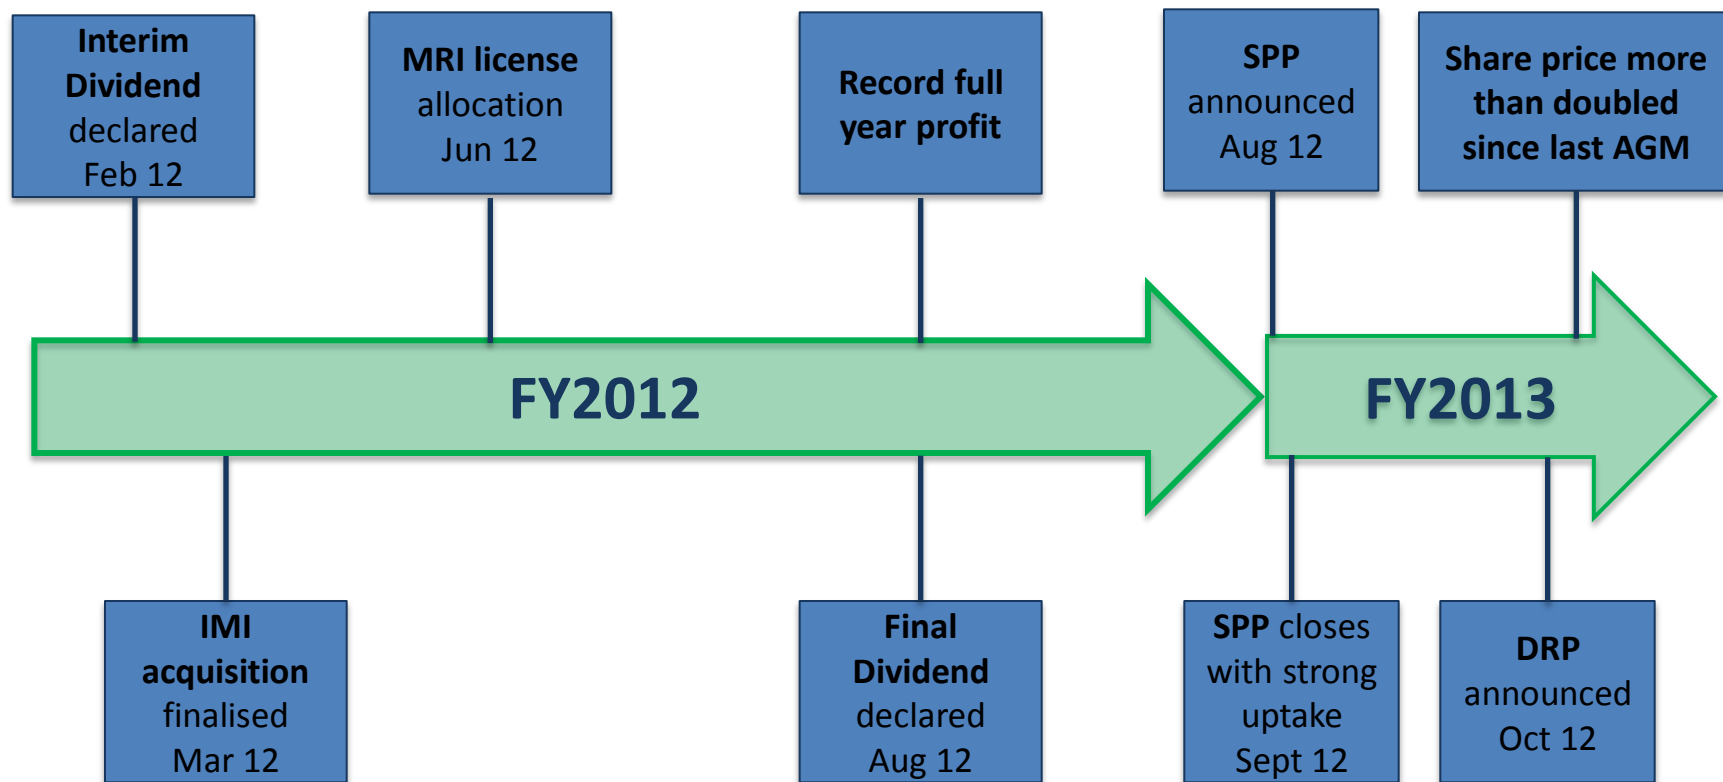 Interim
Dividend
declared
Feb 12
MRI license
allocation
Jun 12
Record full
year profit
SPP
announced
Aug 12
Share price more
than doubled
since last AGM
FY2012
FY2013
IMI
acquisition
finalised
Mar 12
Final
Dividend
declared
Aug 12
SPP closes
with strong
uptake
Sept 12
DRP
announced
Oct 12